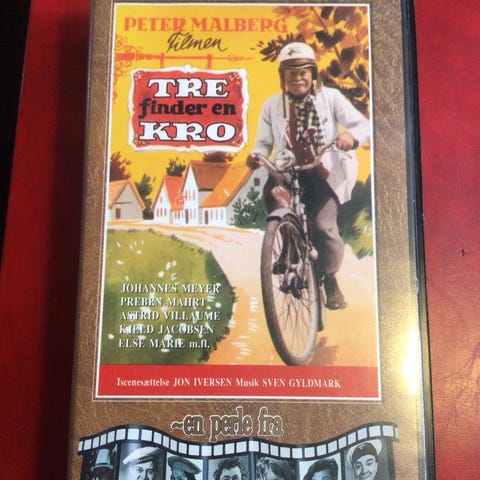 PETER MALBERG
Filmen
TRE
finder en
KRO
JOHANNES MEYER
PREBEN MAHRT
ASTRID VILLAUME
KJELD JACOBSEN
ELSE MARIE m.fl.
Iscenesættelse JON IVERSEN Musik SVEN GYLDMARK
~en perle fra